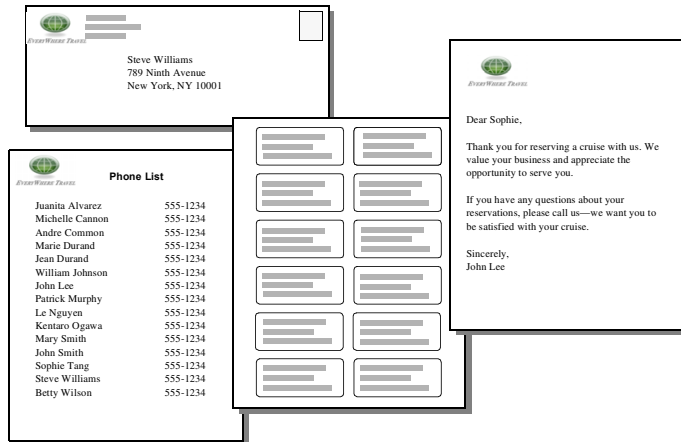 EVERYWHERE TRAVEL
Steve Williams
789 Ninth Avenue
New York, NY 10001
EVERYWHERE TRAVEL
Phone List
Juanita Alvarez 555-1234
Michelle Cannon 555-1234
Andre Common 555-1234
Marie Durand 555-1234
Jean Durand 555-1234
William Johnson 555-1234
John Lee 555-1234
Patrick Murphy 555-1234
Le Nguyen 555-1234
Kentaro Ogawa 555-1234
Mary Smith 555-1234
John Smith 555-1234
Sophie Tang 555-1234
Steve Williams 555-1234
Betty Wilson 555-1234
EVERYWHERE TRAVEL
Dear Sophie,
Thank you for reserving a cruise with us. We
value your business and appreciate the
opportunity to serve you.
If you have any questions about your
reservations, please call us—we want you to
be satisfied with your cruise.
Sincerely,
John Lee